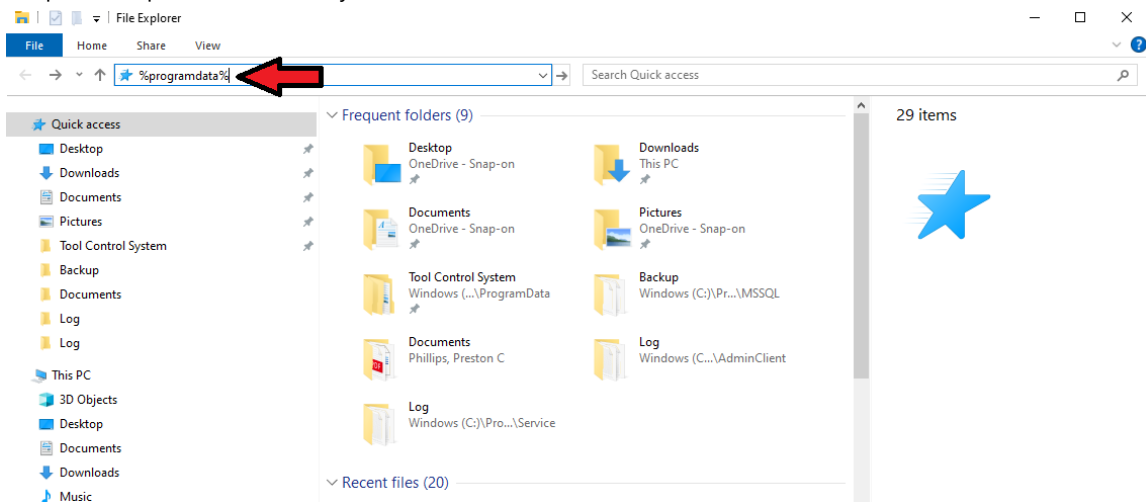 File Explorer
File Home Share View
%programdata%
Search Quick access
Quick access
Desktop
Downloads
Documents
Pictures
Tool Control System
Backup
Documents
Log
Log
This PC
3D Objects
Desktop
Documents
Downloads
Music
Frequent folders (9)
Desktop
OneDrive - Snap-on
Downloads
This PC
Documents
OneDrive - Snap-on
Pictures
OneDrive - Snap-on
Tool Control System
Windows (...\ProgramData
Backup
Windows (C:)\Pr...\MSSQL
Documents
Phillips, Preston C
Log
Windows (C...\AdminClient
Log
Windows (C:)\Pro...\Service
Recent files (20)
29 items